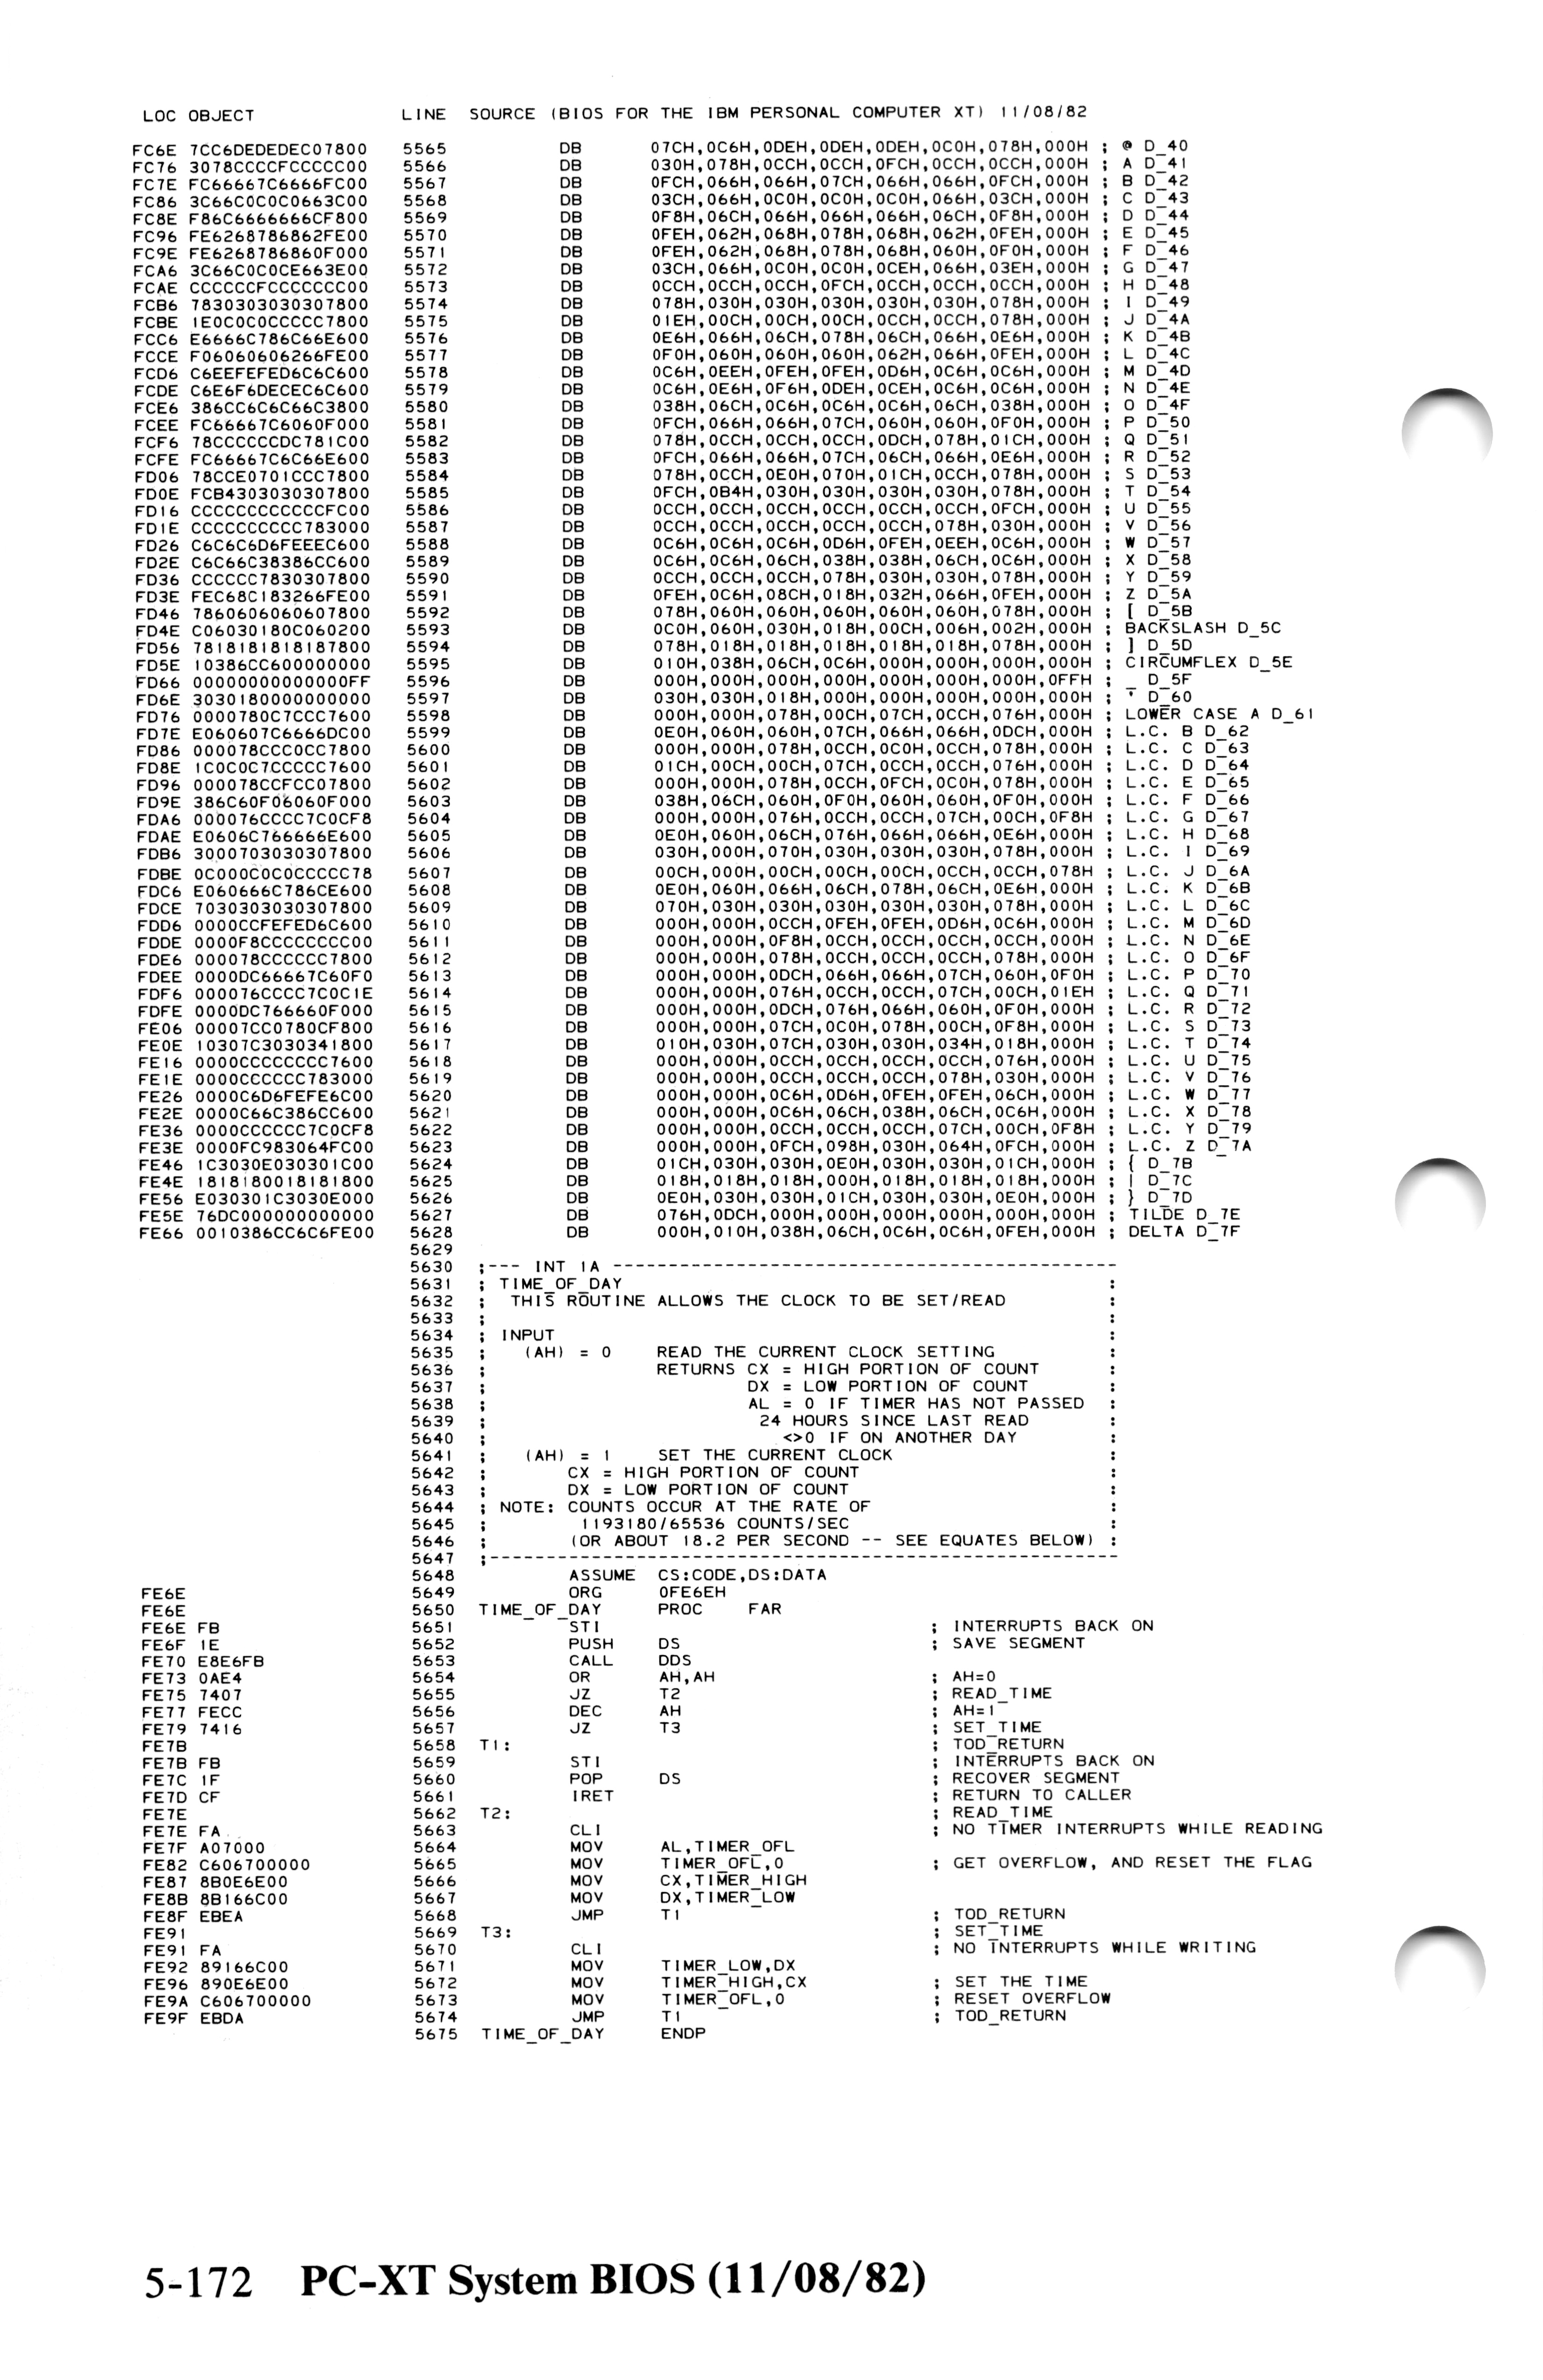 LOC OBJECT LINE SOURCE (BIOS FOR THE IBM PERSONAL COMPUTER XT) 11/08/82
FC6E 7CC6DEDEDEC07800 5565 DB 07CH,0C6H,0DEH,0DEH,0DEH,0C0H,078H,000H ; @ D_40
FC76 3078CCCCFCCCCC00 5566 DB 030H,078H,0CCH,0CCH,0FCH,0CCH,0CCH,000H ; A D_41
FC7E FC66667C6666FC00 5567 DB 0FCH,066H,066H,07CH,066H,066H,0FCH,000H ; B D_42
FC86 3C66C0C0C0663C00 5568 DB 03CH,066H,0C0H,0C0H,0C0H,066H,03CH,000H ; C D_43
FC8E F86C6666666CF800 5569 DB 0F8H,06CH,066H,066H,066H,06CH,0F8H,000H ; D D_44
FC96 FE6268786862FE00 5570 DB 0FEH,062H,068H,078H,068H,062H,0FEH,000H ; E D_45
FC9E FE6268786860F000 5571 DB 0FEH,062H,068H,078H,068H,060H,0F0H,000H ; F D_46
FCA6 3C66C0C0CE663E00 5572 DB 03CH,066H,0C0H,0C0H,0CEH,066H,03EH,000H ; G D_47
FCAE CCCCCCFCCCCCCC00 5573 DB 0CCH,0CCH,0CCH,0FCH,0CCH,0CCH,0CCH,000H ; H D_48
FCB6 7830303030307800 5574 DB 078H,030H,030H,030H,030H,030H,078H,000H ; I D_49
FCBE 1E0C0C0CCCCC7800 5575 DB 01EH,00CH,00CH,00CH,0CCH,0CCH,078H,000H ; J D_4A
FCC6 E6666C786C66E600 5576 DB 0E6H,066H,06CH,078H,06CH,066H,0E6H,000H ; K D_4B
FCCE F06060606266FE00 5577 DB 0F0H,060H,060H,060H,062H,066H,0FEH,000H ; L D_4C
FCD6 C6EEFEFED6C6C600 5578 DB 0C6H,0EEH,0FEH,0FEH,0D6H,0C6H,0C6H,000H ; M D_4D
FCDE C6E6F6DECEC6C600 5579 DB 0C6H,0E6H,0F6H,0DEH,0CEH,0C6H,0C6H,000H ; N D_4E
FCE6 386CC6C6C66C3800 5580 DB 038H,06CH,0C6H,0C6H,0C6H,06CH,038H,000H ; O D_4F
FCEE FC66667C6060F000 5581 DB 0FCH,066H,066H,07CH,060H,060H,0F0H,000H ; P D_50
FCF6 78CCCCCCDC781C00 5582 DB 078H,0CCH,0CCH,0CCH,0DCH,078H,01CH,000H ; Q D_51
FCFE FC66667C6C66E600 5583 DB 0FCH,066H,066H,07CH,06CH,066H,0E6H,000H ; R D_52
FD06 78CCE0701CCC7800 5584 DB 078H,0CCH,0E0H,070H,01CH,0CCH,078H,000H ; S D_53
FD0E FCB4303030307800 5585 DB 0FCH,0B4H,030H,030H,030H,030H,078H,000H ; T D_54
FD16 CCCCCCCCCCCCFC00 5586 DB 0CCH,0CCH,0CCH,0CCH,0CCH,0CCH,0FCH,000H ; U D_55
FD1E CCCCCCCCCC783000 5587 DB 0CCH,0CCH,0CCH,0CCH,0CCH,078H,030H,000H ; V D_56
FD26 C6C6C6D6FEEEC600 5588 DB 0C6H,0C6H,0C6H,0D6H,0FEH,0EEH,0C6H,000H ; W D_57
FD2E C6C66C38386CC600 5589 DB 0C6H,0C6H,06CH,038H,038H,06CH,0C6H,000H ; X D_58
FD36 CCCCCC7830307800 5590 DB 0CCH,0CCH,0CCH,078H,030H,030H,078H,000H ; Y D_59
FD3E FEC68C183266FE00 5591 DB 0FEH,0C6H,08CH,018H,032H,066H,0FEH,000H ; Z D_5A
FD46 7860606060607800 5592 DB 078H,060H,060H,060H,060H,060H,078H,000H ; [ D_5B
FD4E C06030180C060200 5593 DB 0C0H,060H,030H,018H,00CH,006H,002H,000H ; BACKSLASH D_5C
FD56 7818181818187800 5594 DB 078H,018H,018H,018H,018H,018H,078H,000H ; ] D_5D
FD5E 10386CC600000000 5595 DB 010H,038H,06CH,0C6H,000H,000H,000H,000H ; CIRCUMFLEX D_5E
FD66 00000000000000FF 5596 DB 000H,000H,000H,000H,000H,000H,000H,0FFH ; _ D_5F
FD6E 3030180000000000 5597 DB 030H,030H,018H,000H,000H,000H,000H,000H ; ' D_60
FD76 0000780C7CCC7600 5598 DB 000H,000H,078H,00CH,07CH,0CCH,076H,000H ; LOWER CASE A D_61
FD7E E060607C6666DC00 5599 DB 0E0H,060H,060H,07CH,066H,066H,0DCH,000H ; L.C. B D_62
FD86 000078CCC0CC7800 5600 DB 000H,000H,078H,0CCH,0C0H,0CCH,078H,000H ; L.C. C D_63
FD8E 1C0C0C7CCCCC7600 5601 DB 01CH,00CH,00CH,07CH,0CCH,0CCH,076H,000H ; L.C. D D_64
FD96 000078CCFCC07800 5602 DB 000H,000H,078H,0CCH,0FCH,0C0H,078H,000H ; L.C. E D_65
FD9E 386C60F06060F000 5603 DB 038H,06CH,060H,0F0H,060H,060H,0F0H,000H ; L.C. F D_66
FDA6 000076CCCC7C0CF8 5604 DB 000H,000H,076H,0CCH,0CCH,07CH,00CH,0F8H ; L.C. G D_67
FDAE E0606C766666E600 5605 DB 0E0H,060H,06CH,076H,066H,066H,0E6H,000H ; L.C. H D_68
FDB6 3000703030307800 5606 DB 030H,000H,070H,030H,030H,030H,078H,000H ; L.C. I D_69
FDBE 0C000C0C0CCCCC78 5607 DB 00CH,000H,00CH,00CH,00CH,0CCH,0CCH,078H ; L.C. J D_6A
FDC6 E060666C786CE600 5608 DB 0E0H,060H,066H,06CH,078H,06CH,0E6H,000H ; L.C. K D_6B
FDCE 7030303030307800 5609 DB 070H,030H,030H,030H,030H,030H,078H,000H ; L.C. L D_6C
FDD6 0000CCFEFED6C600 5610 DB 000H,000H,0CCH,0FEH,0FEH,0D6H,0C6H,000H ; L.C. M D_6D
FDDE 0000F8CCCCCCCC00 5611 DB 000H,000H,0F8H,0CCH,0CCH,0CCH,0CCH,000H ; L.C. N D_6E
FDE6 000078CCCCCC7800 5612 DB 000H,000H,078H,0CCH,0CCH,0CCH,078H,000H ; L.C. O D_6F
FDEE 0000DC66667C60F0 5613 DB 000H,000H,0DCH,066H,066H,07CH,060H,0F0H ; L.C. P D_70
FDF6 000076CCCC7C0C1E 5614 DB 000H,000H,076H,0CCH,0CCH,07CH,00CH,01EH ; L.C. Q D_71
FDFE 0000DC766660F000 5615 DB 000H,000H,0DCH,076H,066H,060H,0F0H,000H ; L.C. R D_72
FE06 00007CC0780CF800 5616 DB 000H,000H,07CH,0C0H,078H,00CH,0F8H,000H ; L.C. S D_73
FE0E 10307C3030341800 5617 DB 010H,030H,07CH,030H,030H,034H,018H,000H ; L.C. T D_74
FE16 0000CCCCCCCC7600 5618 DB 000H,000H,0CCH,0CCH,0CCH,0CCH,076H,000H ; L.C. U D_75
FE1E 0000CCCCCC783000 5619 DB 000H,000H,0CCH,0CCH,0CCH,078H,030H,000H ; L.C. V D_76
FE26 0000C6D6FEFE6C00 5620 DB 000H,000H,0C6H,0D6H,0FEH,0FEH,06CH,000H ; L.C. W D_77
FE2E 0000C66C386CC600 5621 DB 000H,000H,0C6H,06CH,038H,06CH,0C6H,000H ; L.C. X D_78
FE36 0000CCCCCC7C0CF8 5622 DB 000H,000H,0CCH,0CCH,0CCH,07CH,00CH,0F8H ; L.C. Y D_79
FE3E 0000FC983064FC00 5623 DB 000H,000H,0FCH,098H,030H,064H,0FCH,000H ; L.C. Z D_7A
FE46 1C3030E030301C00 5624 DB 01CH,030H,030H,0E0H,030H,030H,01CH,000H ; { D_7B
FE4E 1818180018181800 5625 DB 018H,018H,018H,000H,018H,018H,018H,000H ; | D_7C
FE56 E030301C3030E000 5626 DB 0E0H,030H,030H,01CH,030H,030H,0E0H,000H ; } D_7D
FE5E 76DC000000000000 5627 DB 076H,0DCH,000H,000H,000H,000H,000H,000H ; TILDE D_7E
FE66 0010386CC6C6FE00 5628 DB 000H,010H,038H,06CH,0C6H,0C6H,0FEH,000H ; DELTA D_7F
5629
5630 ;--- INT 1A -------------------------------------------
5631 ; TIME_OF_DAY :
5632 ; THIS ROUTINE ALLOWS THE CLOCK TO BE SET/READ :
5633 ; :
5634 ; INPUT :
5635 ; (AH) = 0 READ THE CURRENT CLOCK SETTING :
5636 ; RETURNS CX = HIGH PORTION OF COUNT :
5637 ; DX = LOW PORTION OF COUNT :
5638 ; AL = 0 IF TIMER HAS NOT PASSED :
5639 ; 24 HOURS SINCE LAST READ :
5640 ; <>0 IF ON ANOTHER DAY :
5641 ; (AH) = 1 SET THE CURRENT CLOCK :
5642 ; CX = HIGH PORTION OF COUNT :
5643 ; DX = LOW PORTION OF COUNT :
5644 ; NOTE: COUNTS OCCUR AT THE RATE OF :
5645 ; 1193180/65536 COUNTS/SEC :
5646 ; (OR ABOUT 18.2 PER SECOND -- SEE EQUATES BELOW) :
5647 ;------------------------------------------------------
5648 ASSUME CS:CODE,DS:DATA
FE6E 5649 ORG 0FE6EH
FE6E 5650 TIME_OF_DAY PROC FAR
FE6E FB 5651 STI ; INTERRUPTS BACK ON
FE6F 1E 5652 PUSH DS ; SAVE SEGMENT
FE70 E8E6FB 5653 CALL DDS
FE73 0AE4 5654 OR AH,AH ; AH=0
FE75 7407 5655 JZ T2 ; READ_TIME
FE77 FECC 5656 DEC AH ; AH=1
FE79 7416 5657 JZ T3 ; SET_TIME
FE7B 5658 T1: ; TOD_RETURN
FE7B FB 5659 STI ; INTERRUPTS BACK ON
FE7C 1F 5660 POP DS ; RECOVER SEGMENT
FE7D CF 5661 IRET ; RETURN TO CALLER
FE7E 5662 T2: ; READ_TIME
FE7E FA 5663 CLI ; NO TIMER INTERRUPTS WHILE READING
FE7F A07000 5664 MOV AL,TIMER_OFL
FE82 C606700000 5665 MOV TIMER_OFL,0 ; GET OVERFLOW, AND RESET THE FLAG
FE87 8B0E6E00 5666 MOV CX,TIMER_HIGH
FE8B 8B166C00 5667 MOV DX,TIMER_LOW
FE8F EBEA 5668 JMP T1 ; TOD_RETURN
FE91 5669 T3: ; SET_TIME
FE91 FA 5670 CLI ; NO INTERRUPTS WHILE WRITING
FE92 89166C00 5671 MOV TIMER_LOW,DX
FE96 890E6E00 5672 MOV TIMER_HIGH,CX ; SET THE TIME
FE9A C606700000 5673 MOV TIMER_OFL,0 ; RESET OVERFLOW
FE9F EBDA 5674 JMP T1 ; TOD_RETURN
5675 TIME_OF_DAY ENDP
5-172 PC-XT System BIOS (11/08/82)